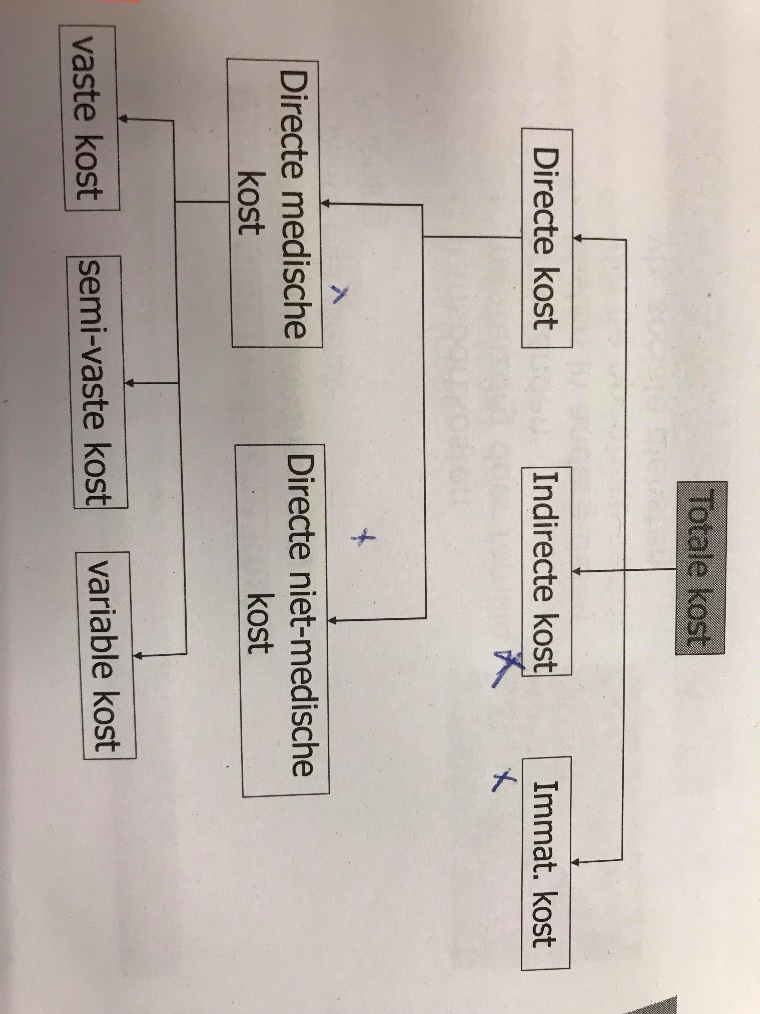 Totale kost
Directe kost
Indirecte kost
Immat. kost
Directe medische
kost
Directe niet-medische
kost
vaste kost
semi-vaste kost
variable kost